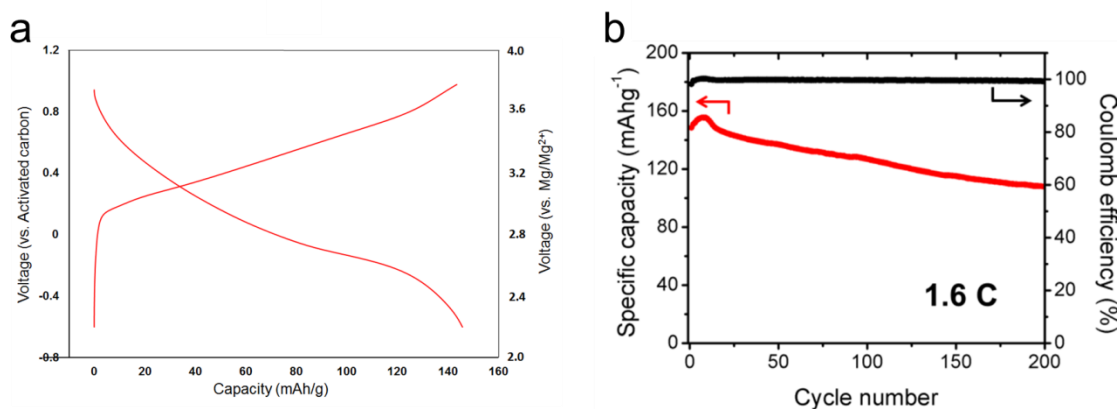 a
1.2
0.8
0.4
0
-0.4
-0.8
Voltage (vs. Activated carbon)
4.0
3.6
3.2
2.8
2.4
2.0
Voltage (vs. Mg/Mg²⁺)
0 20 40 60 80 100 120 140 160
Capacity (mAh/g)
b
200
180
160
120
80
40
0
Specific capacity (mAhg⁻¹)
100
80
60
40
20
0
Coulomb efficiency (%)
1.6 C
0 50 100 150 200
Cycle number